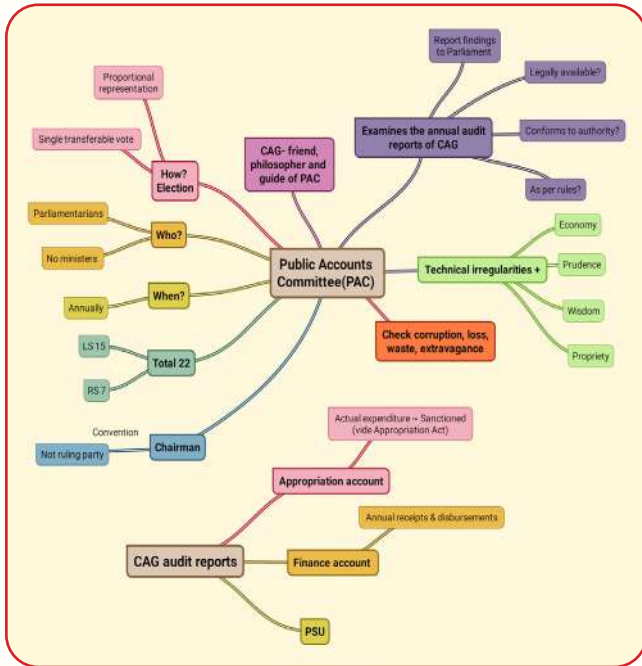 Report findings
to Parliament
Legally available?
Examines the annual audit
reports of CAG
Conforms to authority?
As per rules?
Proportional
representation
Single transferable vote
How?
Election
CAG- friend,
philosopher and
guide of PAC
Parliamentarians
Who?
No ministers
Public Accounts
Committee(PAC)
Technical irregularities +
Economy
Prudence
Wisdom
Propriety
Annually
When?
LS 15
Total 22
RS 7
Check corruption, loss,
waste, extravagance
Convention
Not ruling party
Chairman
Actual expenditure ~ Sanctioned
(vide Appropriation Act)
Appropriation account
Annual receipts & disbursements
CAG audit reports
Finance account
PSU